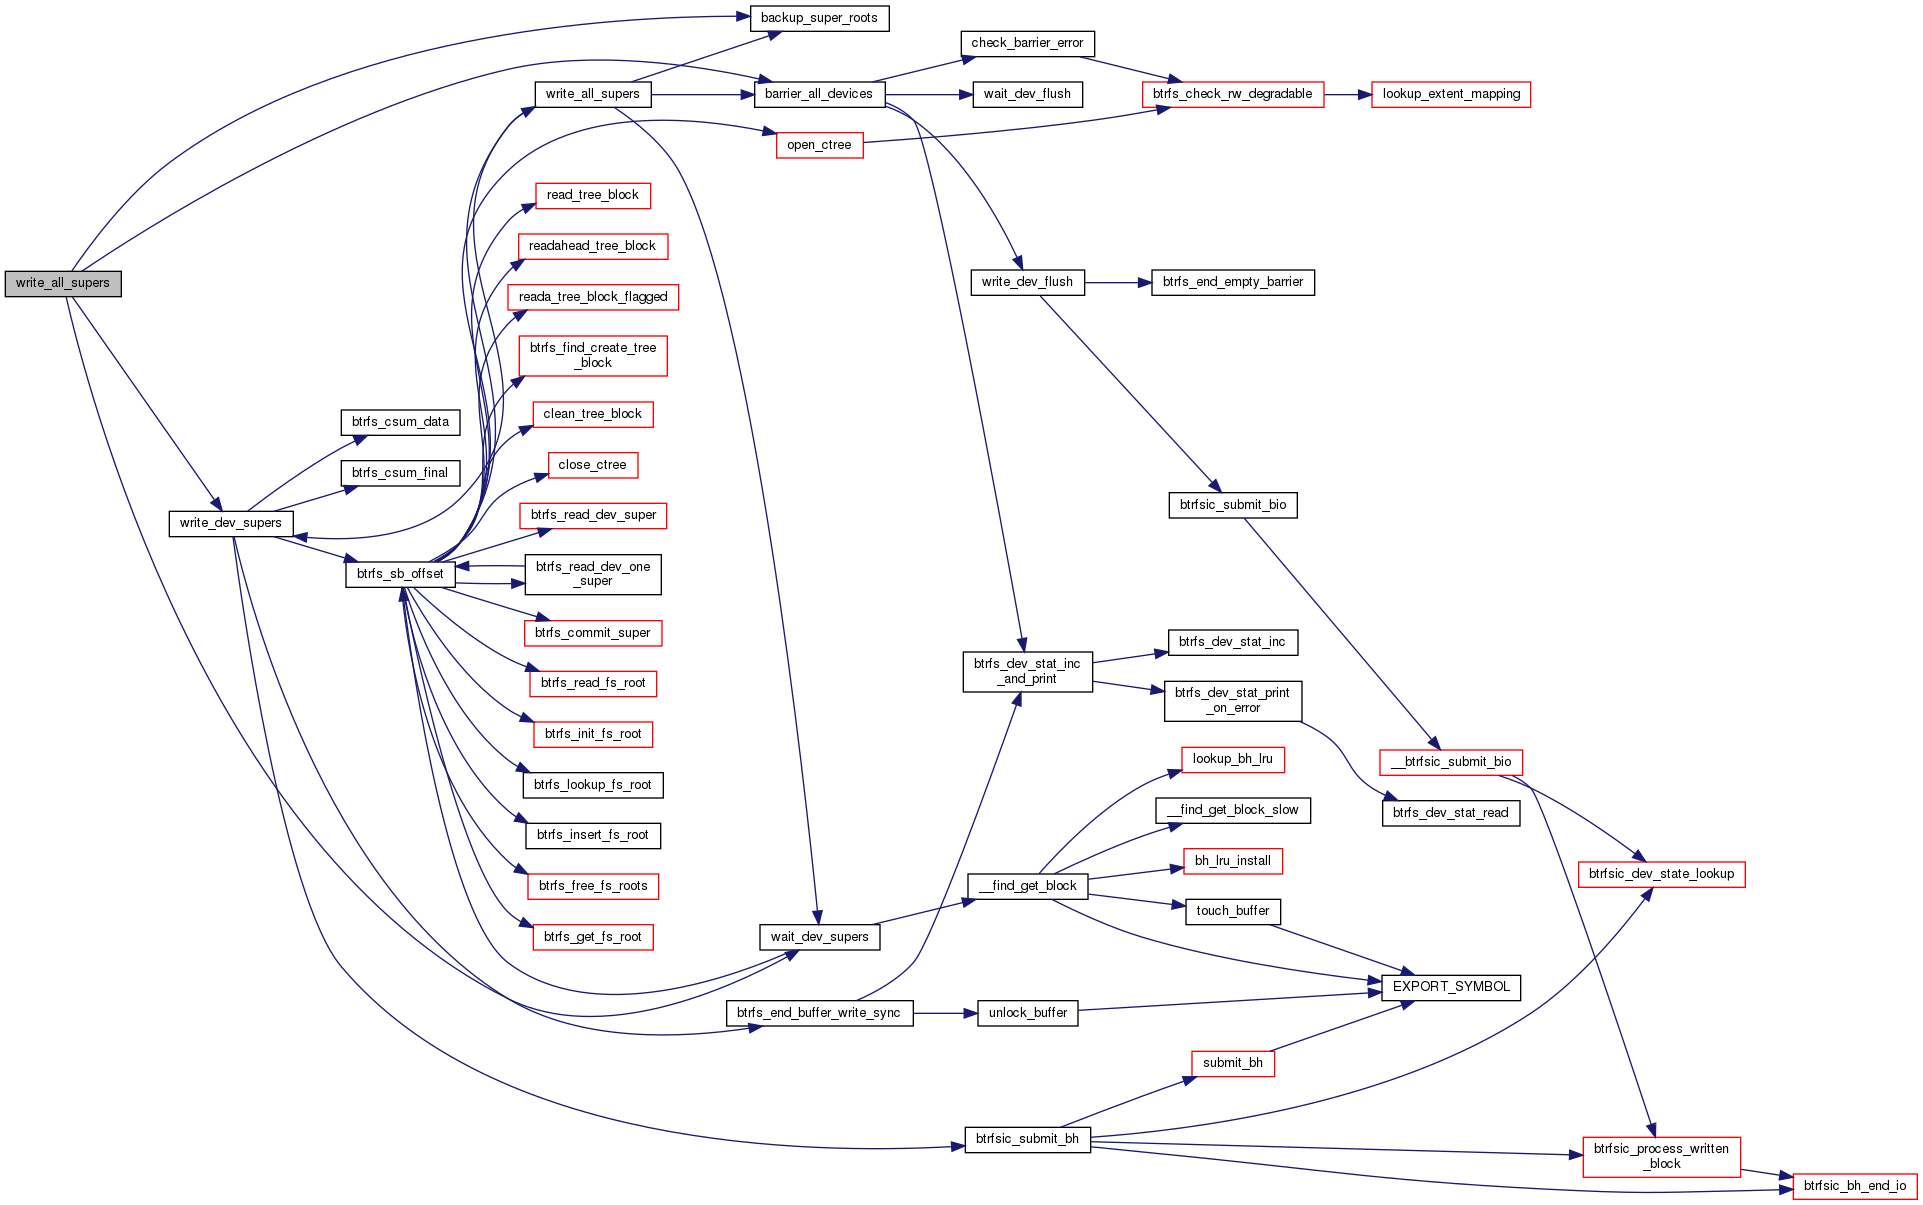 write_all_supers
write_dev_supers
btrfs_csum_data
btrfs_csum_final
btrfs_sb_offset
write_all_supers
read_tree_block
readahead_tree_block
reada_tree_block_flagged
btrfs_find_create_tree
_block
clean_tree_block
close_ctree
btrfs_read_dev_super
btrfs_read_dev_one
_super
btrfs_commit_super
btrfs_read_fs_root
btrfs_init_fs_root
btrfs_lookup_fs_root
btrfs_insert_fs_root
btrfs_free_fs_roots
btrfs_get_fs_root
backup_super_roots
barrier_all_devices
open_ctree
wait_dev_supers
btrfs_end_buffer_write_sync
check_barrier_error
wait_dev_flush
write_dev_flush
btrfs_dev_stat_inc
_and_print
__find_get_block
unlock_buffer
btrfsic_submit_bh
btrfs_check_rw_degradable
btrfs_end_empty_barrier
btrfsic_submit_bio
btrfs_dev_stat_inc
btrfs_dev_stat_print
_on_error
lookup_bh_lru
__find_get_block_slow
bh_lru_install
touch_buffer
submit_bh
lookup_extent_mapping
__btrfsic_submit_bio
btrfs_dev_stat_read
EXPORT_SYMBOL
btrfsic_dev_state_lookup
btrfsic_process_written
_block
btrfsic_bh_end_io